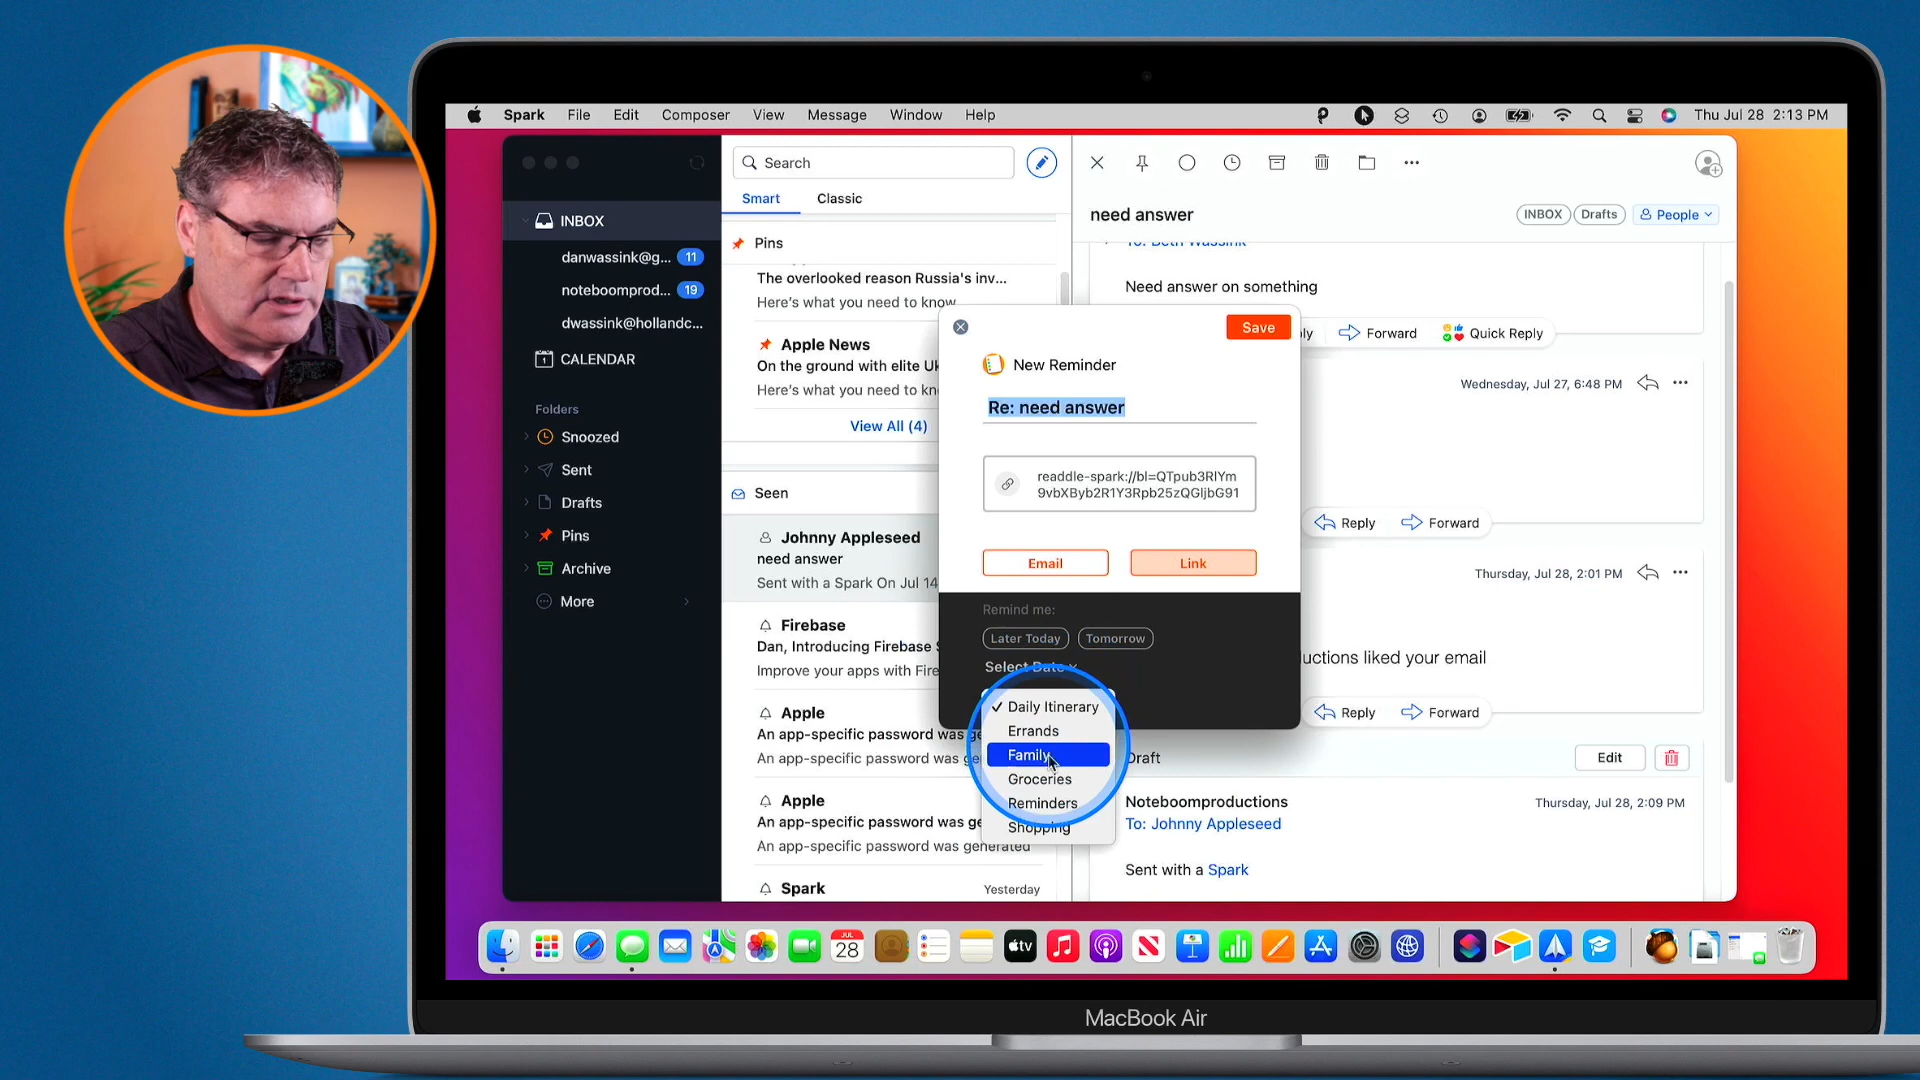 Spark File Edit Composer View Message Window Help
Thu Jul 28 2:13 PM
INBOX
danwassink@g... 11
noteboomprod... 19
dwassink@hollandc...
CALENDAR
Folders
Snoozed
Sent
Drafts
Pins
Archive
More
Search
Smart Classic
Pins
The overlooked reason Russia's inv...
Here's what you need to know
Apple News
On the ground with elite Uk
Here's what you need to kn
View All (4)
Seen
Johnny Appleseed
need answer
Sent with a Spark On Jul 14
Firebase
Dan, Introducing Firebase S
Improve your apps with Fire
Apple
An app-specific password was ge
An app-specific password was ge
Apple
An app-specific password was ge
An app-specific password was generated
Spark Yesterday
need answer
INBOX Drafts People
To: Beth Wassink
Need answer on something
ly Forward Quick Reply
Wednesday, Jul 27, 6:48 PM
Reply Forward
Thursday, Jul 28, 2:01 PM
uctions liked your email
Reply Forward
Draft
Edit
Noteboomproductions
Thursday, Jul 28, 2:09 PM
To: Johnny Appleseed
Sent with a Spark
Save
New Reminder
Re: need answer
readdle-spark://bl=QTpub3RlYm
9vbXByb2R1Y3Rpb25zQGljbG91
Email Link
Remind me:
Later Today Tomorrow
Select Date
✓ Daily Itinerary
Errands
Family
Groceries
Reminders
Shopping
JUL
28
tv
MacBook Air